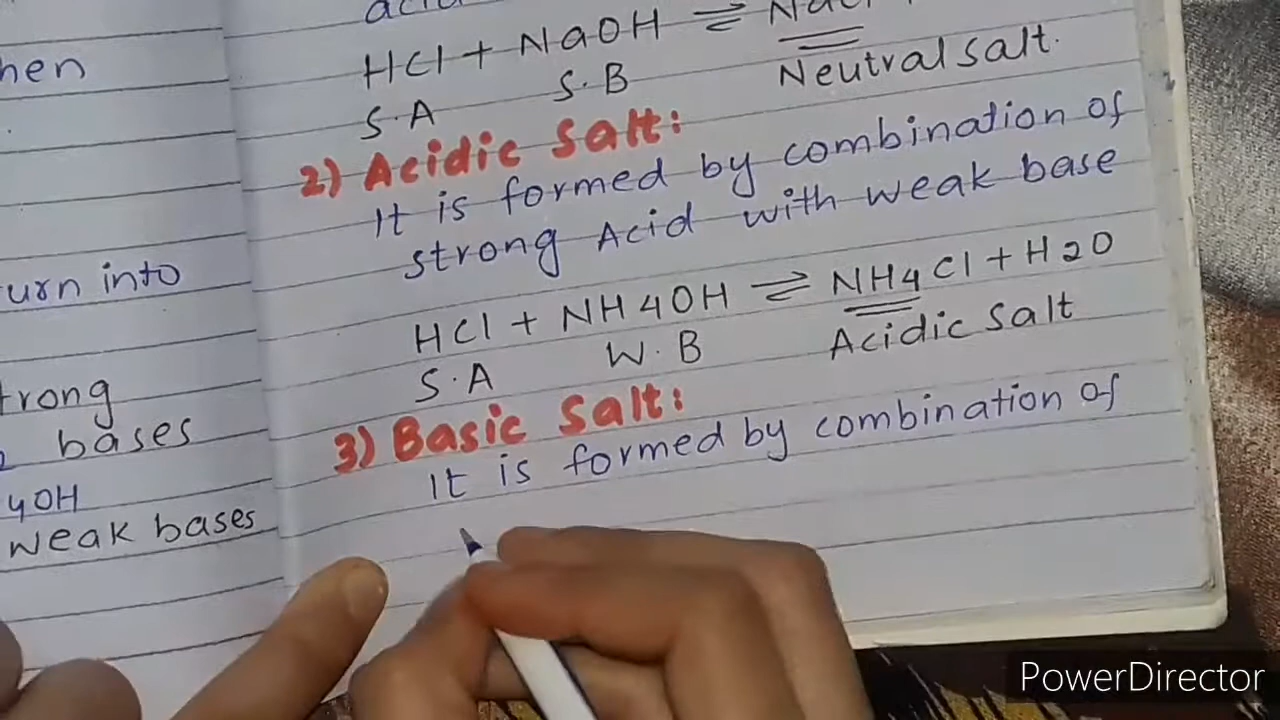 hen
urn into
trong
bases
4OH
weak bases
acid
HCl + NaOH ⇌ NaCl
S.A S.B Neutral salt.
2) Acidic Salt:
It is formed by combination of
strong Acid with weak base
HCl + NH4OH ⇌ NH4Cl + H2O
S.A W.B Acidic Salt
3) Basic Salt:
It is formed by combination of
PowerDirector